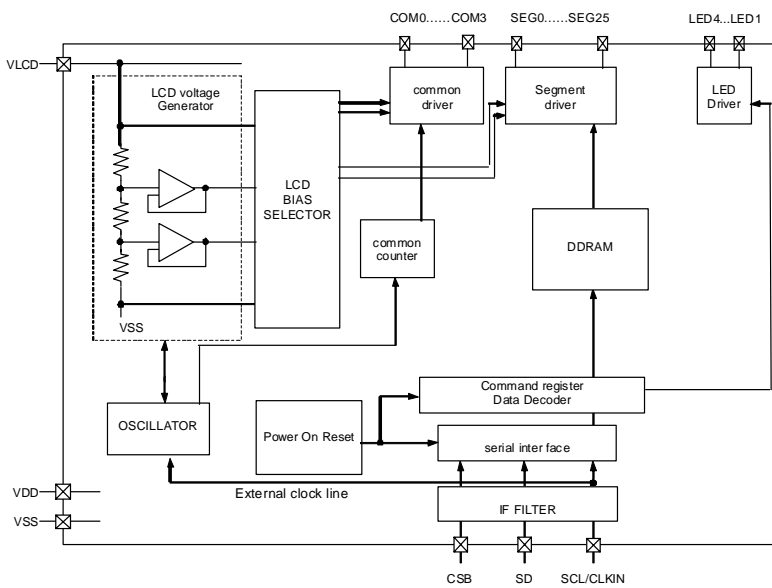 COM0......COM3 SEG0......SEG25 LED4...LED1
VLCD
LCD voltage
Generator
common
driver
Segment
driver
LED
Driver
LCD
BIAS
SELECTOR
common
counter
DDRAM
VSS
Command register
Data Decoder
OSCILLATOR
Power On Reset
serial inter face
VDD
External clock line
VSS
IF FILTER
CSB SD SCL/CLKIN